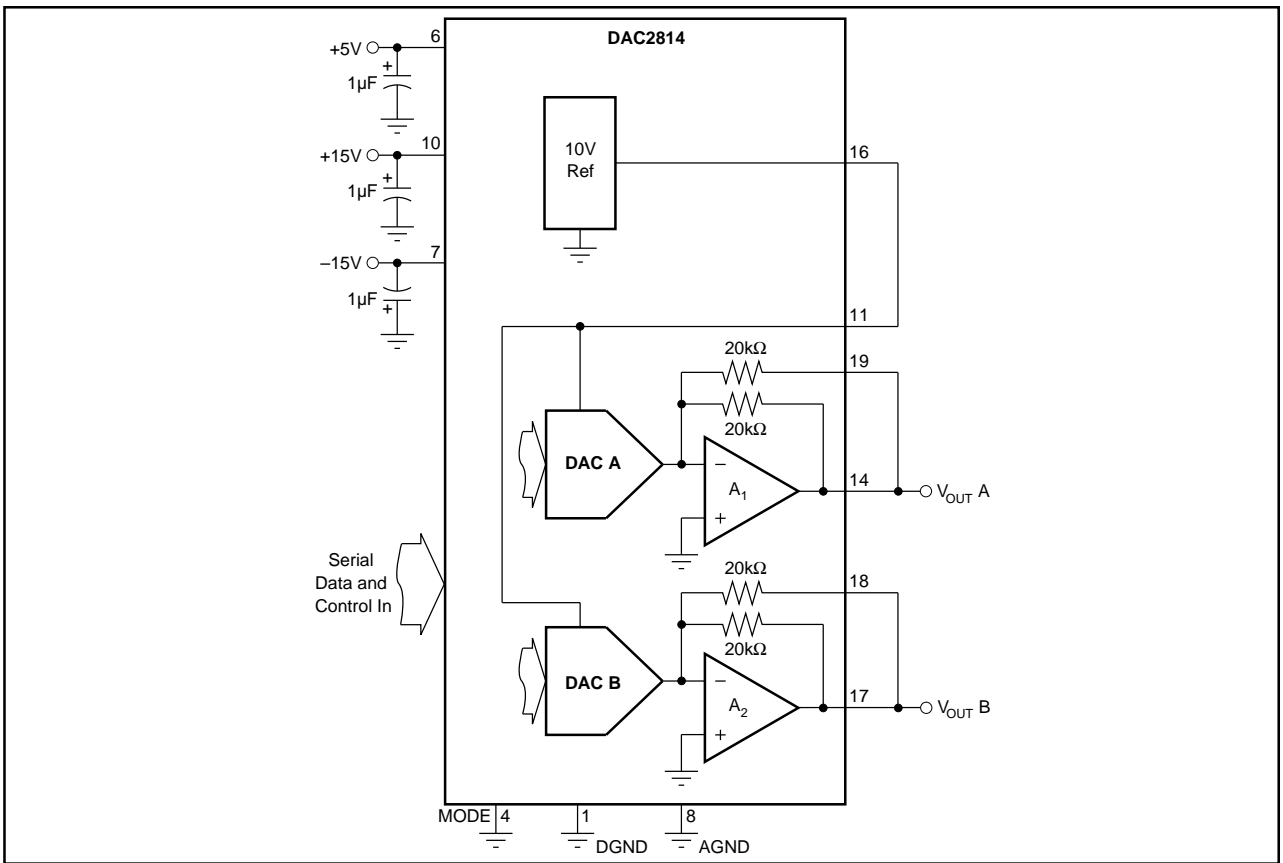 DAC2814
+5V
6
+
1µF
+15V
10
+
1µF
–15V
7
1µF
+
10V
Ref
16
11
20kΩ
19
20kΩ
DAC A
–
A1
+
14
VOUT A
Serial
Data and
Control In
20kΩ
18
20kΩ
DAC B
–
A2
+
17
VOUT B
MODE 4
1
DGND
8
AGND